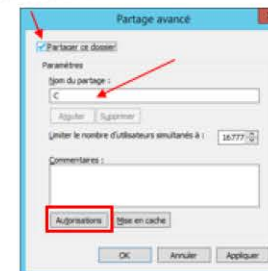 Partage avancé
Partager ce dossier
Paramètres
Nom du partage :
C
Ajouter Supprimer
Limiter le nombre d'utilisateurs simultanés à : 16777
Commentaires :
Autorisations Mise en cache
OK Annuler Appliquer